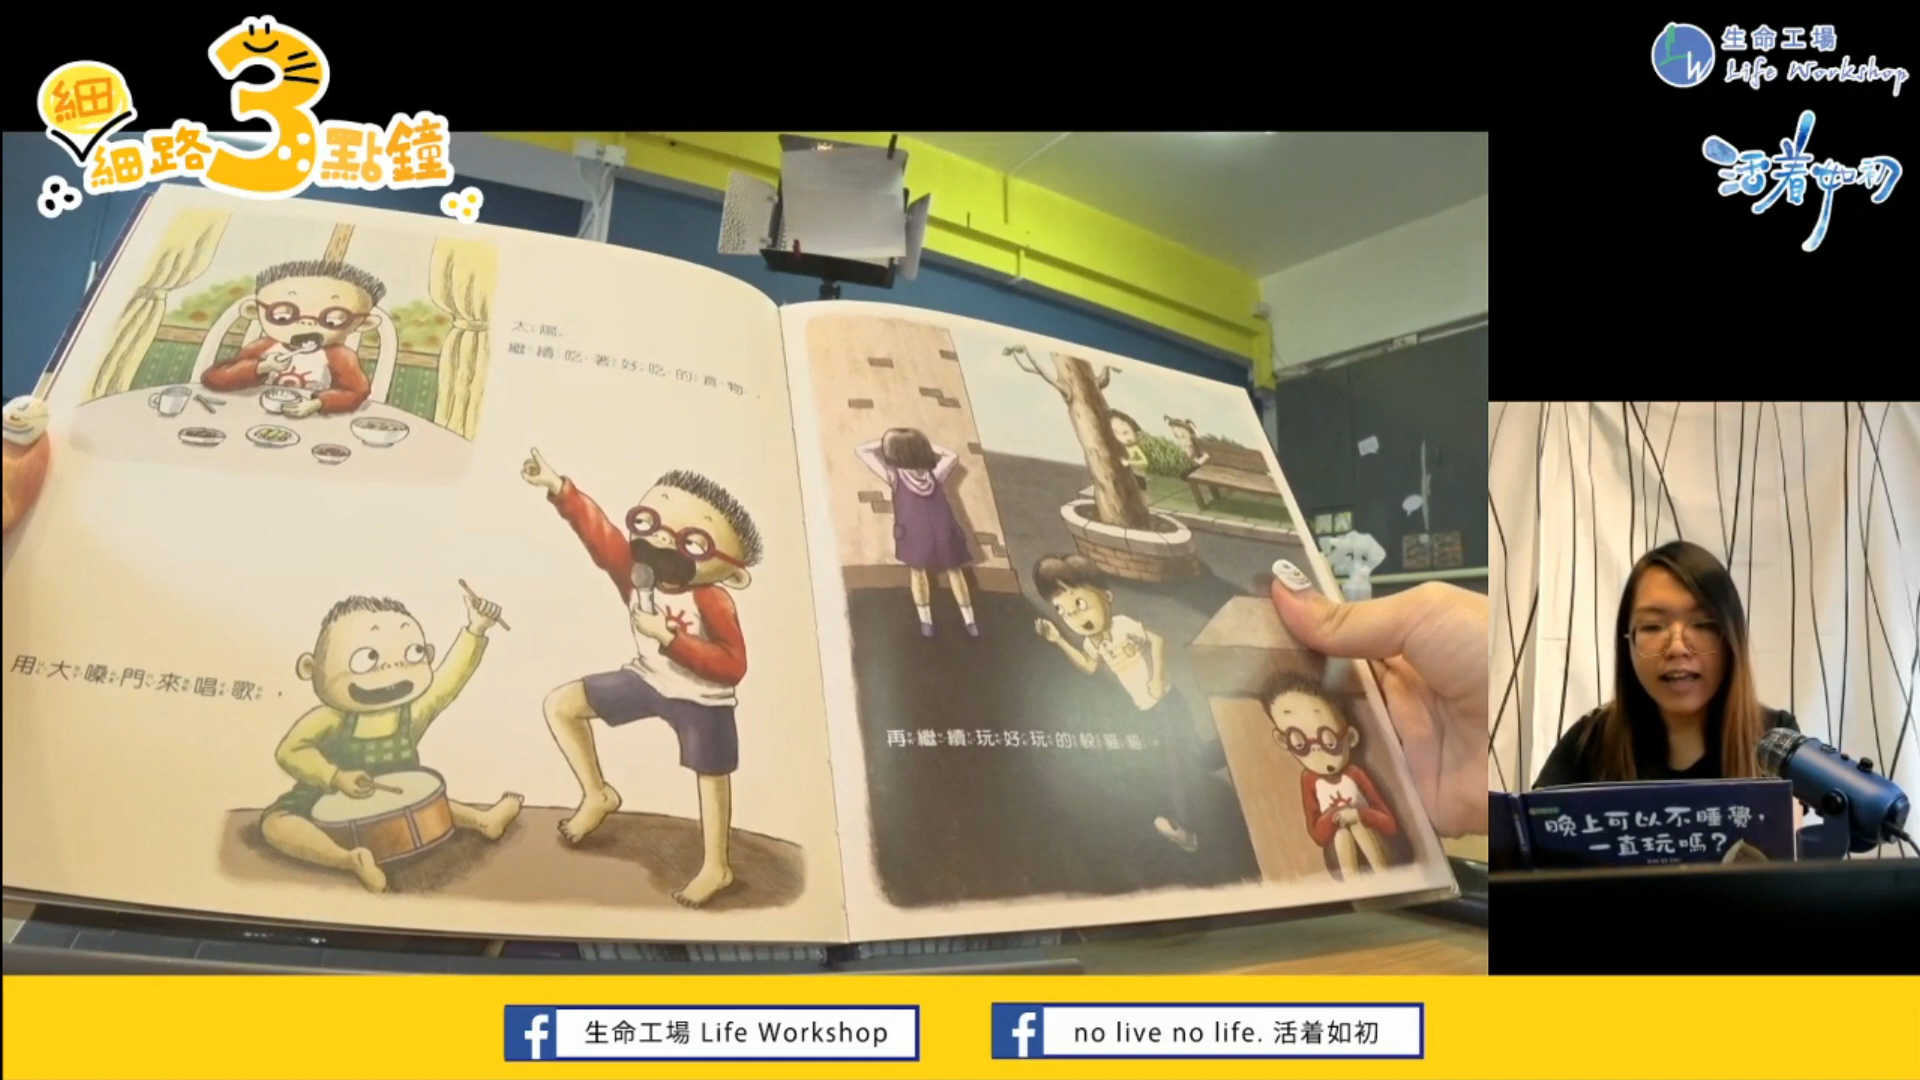 細
細路3點鐘
生命工場
Life Workshop
活着如初
太陽,
繼續吃著好吃的食物,
用大嗓門來唱歌,
再繼續玩好玩的躲貓貓。
晚上可以不睡覺,
一直玩嗎?
生命工場 Life Workshop
no live no life. 活着如初